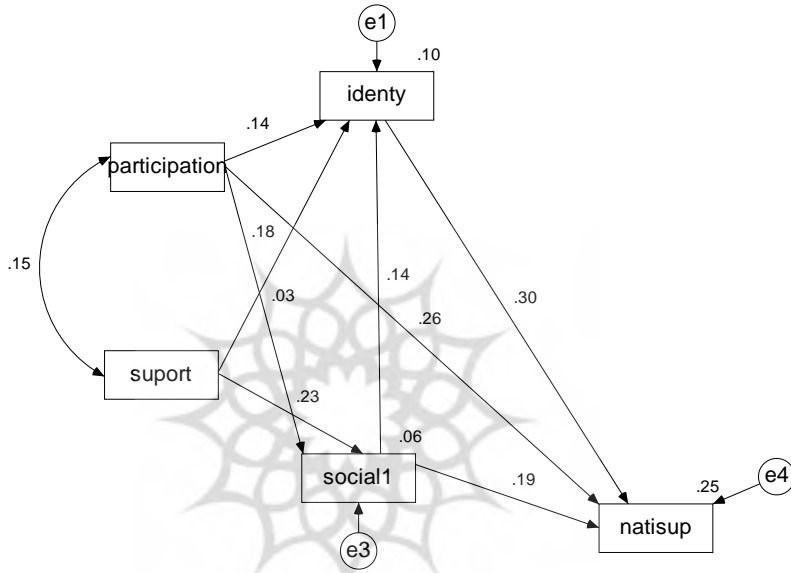 e1
.10
identy
.14
participation
.18
.15
.14
.03
.30
.26
suport
.23
.06
social1
.19
.25
e4
natisup
e3